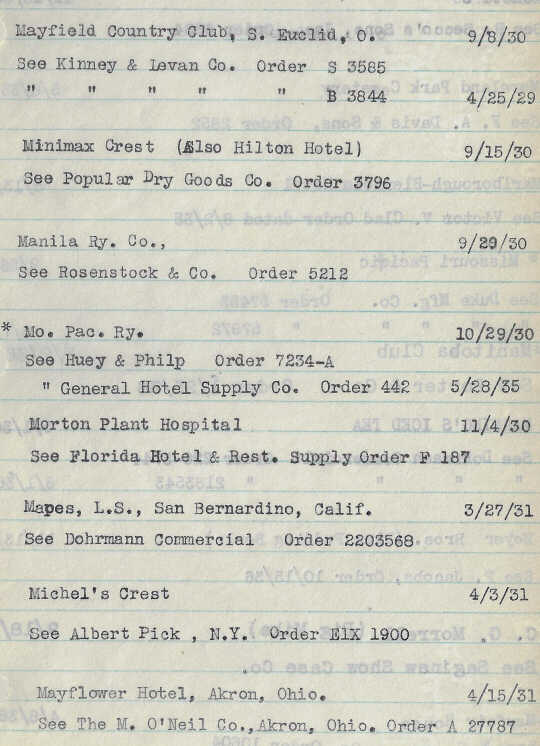 Mayfield Country Club, S. Euclid, O. 9/8/30
See Kinney & Levan Co. Order S 3585
" " " " " B 3844 4/25/29
Minimax Crest (Also Hilton Hotel) 9/15/30
See Popular Dry Goods Co. Order 3796
Manila Ry. Co., 9/29/30
See Rosenstock & Co. Order 5212
* Mo. Pac. Ry. 10/29/30
See Huey & Philp Order 7234-A
" General Hotel Supply Co. Order 442 5/28/35
Morton Plant Hospital 11/4/30
See Florida Hotel & Rest. Supply Order F 187
Mapes, L.S., San Bernardino, Calif. 3/27/31
See Dohrmann Commercial Order 2203568
Michel's Crest 4/3/31
See Albert Pick , N.Y. Order E1X 1900
Mayflower Hotel, Akron, Ohio. 4/15/31
See The M. O'Neil Co.,Akron, Ohio. Order A 27787